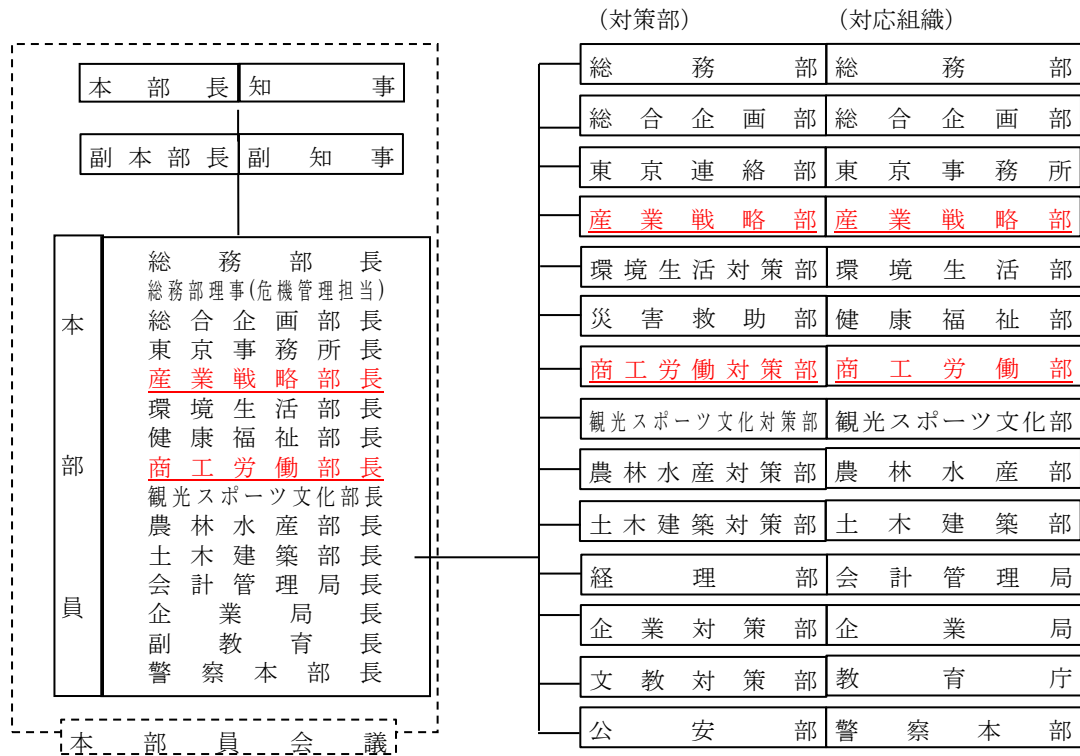 本部長 知事
副本部長 副知事
本部員
総務部長
総務部理事(危機管理担当)
総合企画部長
東京事務所長
産業戦略部長
環境生活部長
健康福祉部長
商工労働部長
観光スポーツ文化部長
農林水産部長
土木建築部長
会計管理局長
企業局長
副教育長
警察本部長
本部員会議
(対策部) (対応組織)
総務部 総務部
総合企画部 総合企画部
東京連絡部 東京事務所
産業戦略部 産業戦略部
環境生活対策部 環境生活部
災害救助部 健康福祉部
商工労働対策部 商工労働部
観光スポーツ文化対策部 観光スポーツ文化部
農林水産対策部 農林水産部
土木建築対策部 土木建築部
経理部 会計管理局
企業対策部 企業局
文教対策部 教育庁
公安部 警察本部